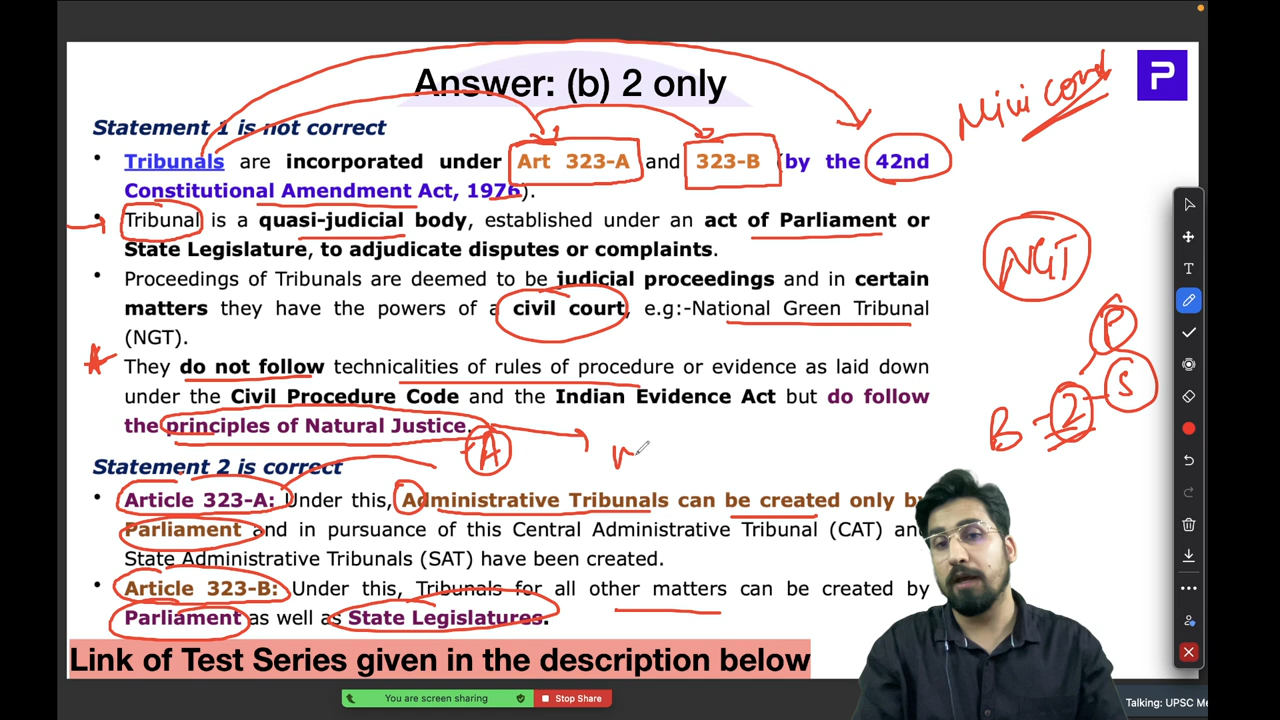 Answer: (b) 2 only
Mini court
P
Statement 1 is not correct
• Tribunals are incorporated under Art 323-A and 323-B (by the 42nd
Constitutional Amendment Act, 1976).
• Tribunal is a quasi-judicial body, established under an act of Parliament or
State Legislature, to adjudicate disputes or complaints.
NGT
• Proceedings of Tribunals are deemed to be judicial proceedings and in certain
matters they have the powers of a civil court, e.g:-National Green Tribunal
(NGT).
They do not follow technicalities of rules of procedure or evidence as laid down
under the Civil Procedure Code and the Indian Evidence Act but do follow
the principles of Natural Justice.
P
S
B - 2
A
Statement 2 is correct
• Article 323-A: Under this, Administrative Tribunals can be created only by
Parliament and in pursuance of this Central Administrative Tribunal (CAT) and
State Administrative Tribunals (SAT) have been created.
• Article 323-B: Under this, Tribunals for all other matters can be created by
Parliament as well as State Legislatures.
Link of Test Series given in the description below
You are screen sharing
Stop Share
Talking: UPSC Me
T